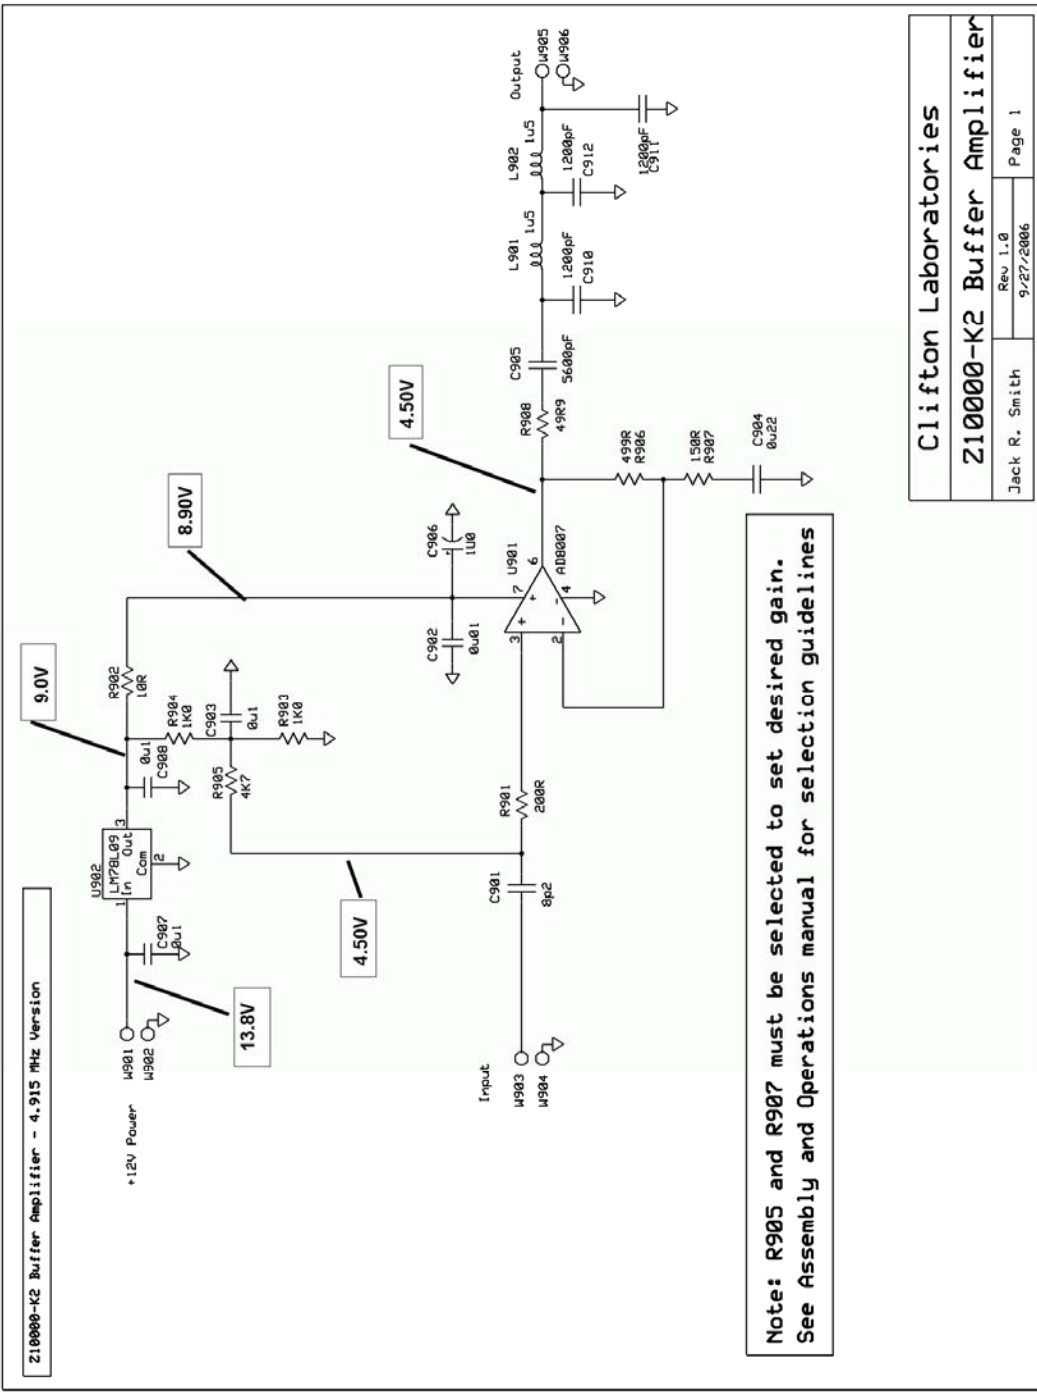 Z10000-K2 Buffer Amplifier - 4.915 MHz Version
+12V Power
W901
W902
13.8V
C907
0u1
U902
LM78L09
In
Out
Com
1
2
3
9.0V
0u1
C908
R902
10R
R904
1K0
C903
0u1
R903
1K0
R905
4K7
8.90V
4.50V
C906
1U0
C902
0u01
Input
W903
W904
C901
8p2
R901
200R
U901
AD8007
3
2
7
6
4
+
-
+
-
4.50V
R908
49R9
C905
5600pF
499R
R906
150R
R907
C904
0u22
L901
1u5
1200pF
C910
L902
1u5
1200pF
C912
1200pF
C911
Output
W905
W906
Note: R905 and R907 must be selected to set desired gain.
See Assembly and Operations manual for selection guidelines
Clifton Laboratories
Z10000-K2 Buffer Amplifier
Jack R. Smith
Rev 1.0
9/27/2006
Page 1